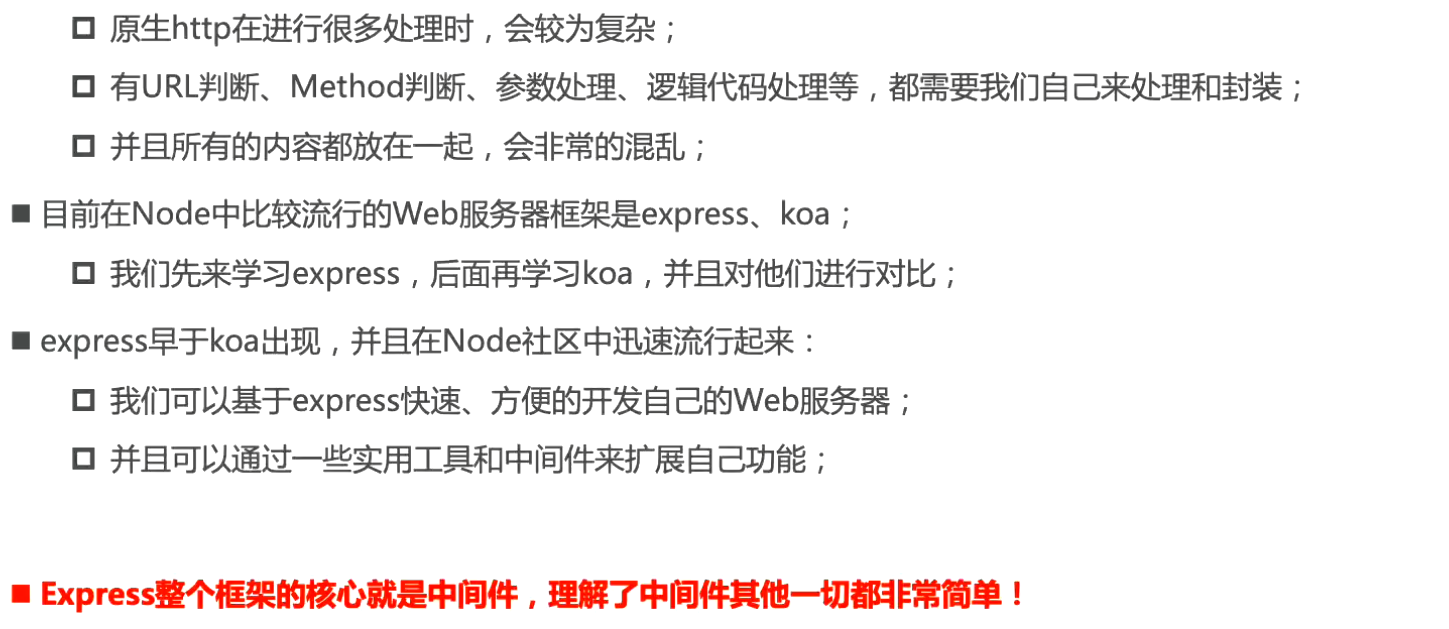 原生http在进行很多处理时，会较为复杂；
有URL判断、Method判断、参数处理、逻辑代码处理等，都需要我们自己来处理和封装；
并且所有的内容都放在一起，会非常的混乱；
目前在Node中比较流行的Web服务器框架是express、koa；
我们先来学习express，后面再学习koa，并且对他们进行对比；
express早于koa出现，并且在Node社区中迅速流行起来：
我们可以基于express快速、方便的开发自己的Web服务器；
并且可以通过一些实用工具和中间件来扩展自己功能；
Express整个框架的核心就是中间件，理解了中间件其他一切都非常简单！